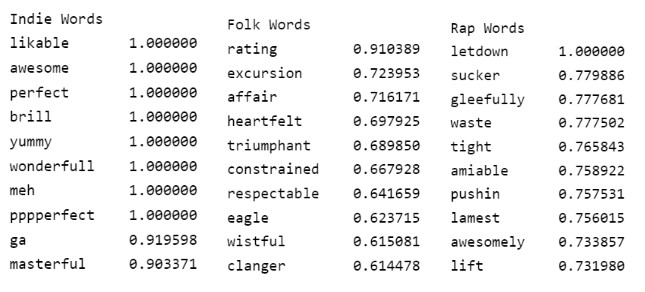 Indie Words
likable 1.000000
awesome 1.000000
perfect 1.000000
brill 1.000000
yummy 1.000000
wonderfull 1.000000
meh 1.000000
pppperfect 1.000000
ga 0.919598
masterful 0.903371
Folk Words
rating 0.910389
excursion 0.723953
affair 0.716171
heartfelt 0.697925
triumphant 0.689850
constrained 0.667928
respectable 0.641659
eagle 0.623715
wistful 0.615081
clanger 0.614478
Rap Words
letdown 1.000000
sucker 0.779886
gleefully 0.777681
waste 0.777502
tight 0.765843
amiable 0.758922
pushin 0.757531
lamest 0.756015
awesomely 0.733857
lift 0.731980